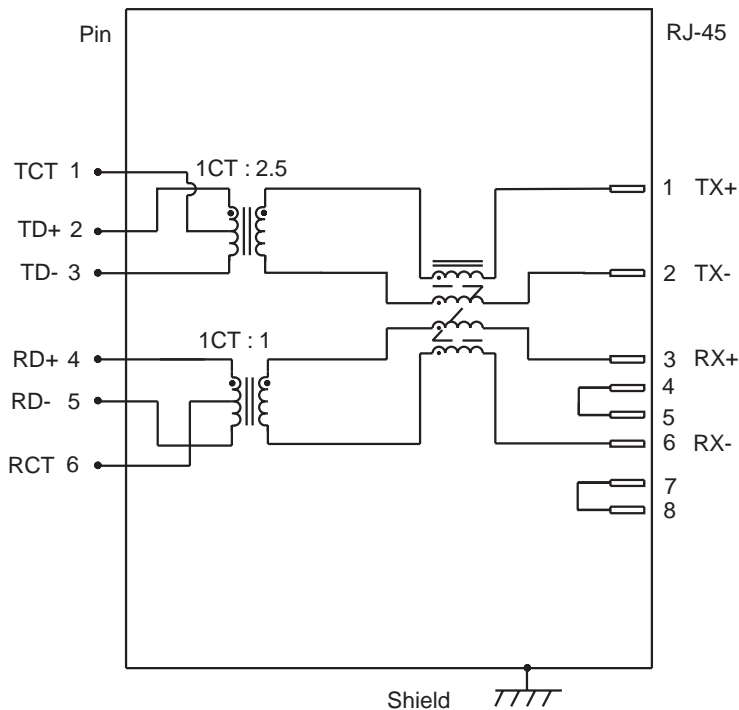 Pin
RJ-45
TCT 1
1CT : 2.5
1 TX+
TD+ 2
TD- 3
2 TX-
1CT : 1
RD+ 4
3 RX+
4
RD- 5
5
6 RX-
RCT 6
7
8
Shield